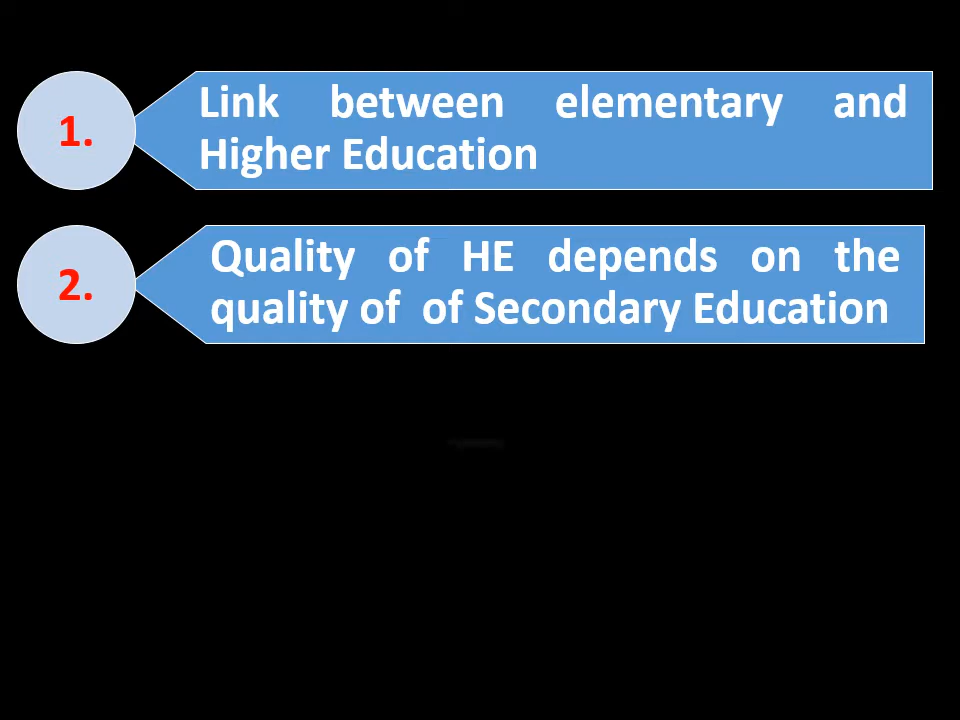 1.
Link between elementary and
Higher Education
2.
Quality of HE depends on the
quality of  of Secondary Education